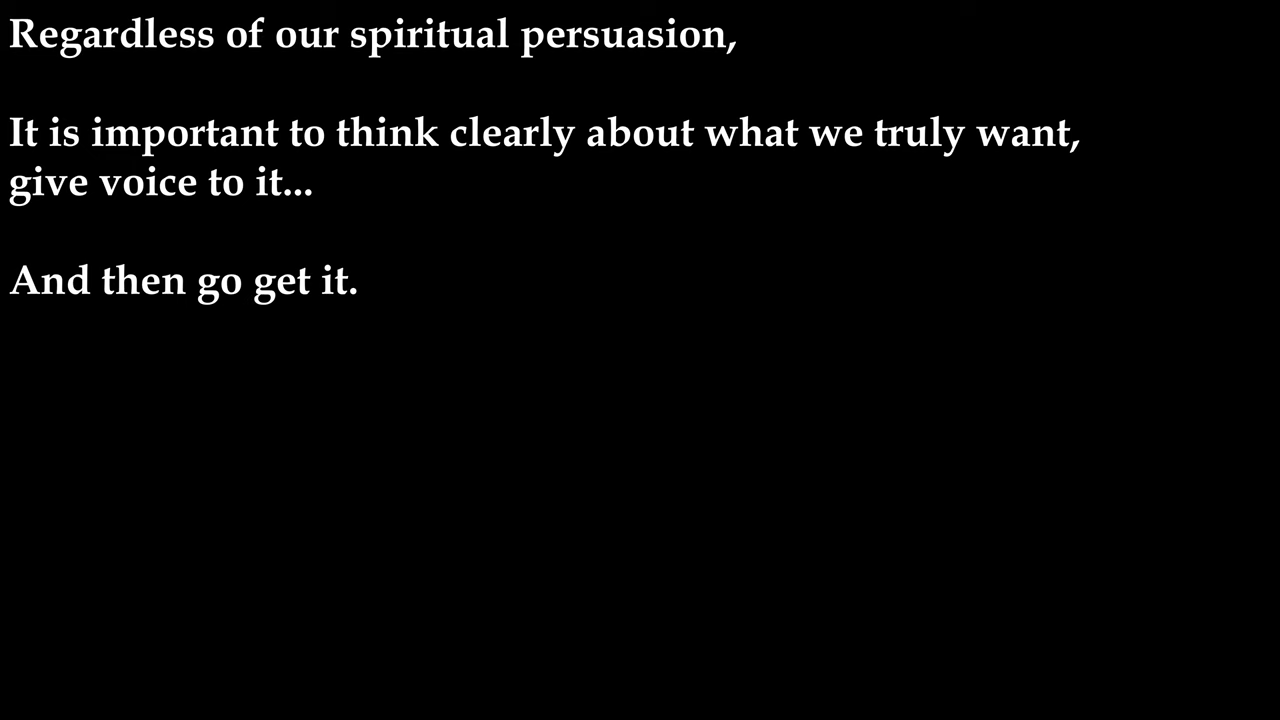 Regardless of our spiritual persuasion,
It is important to think clearly about what we truly want,
give voice to it...
And then go get it.